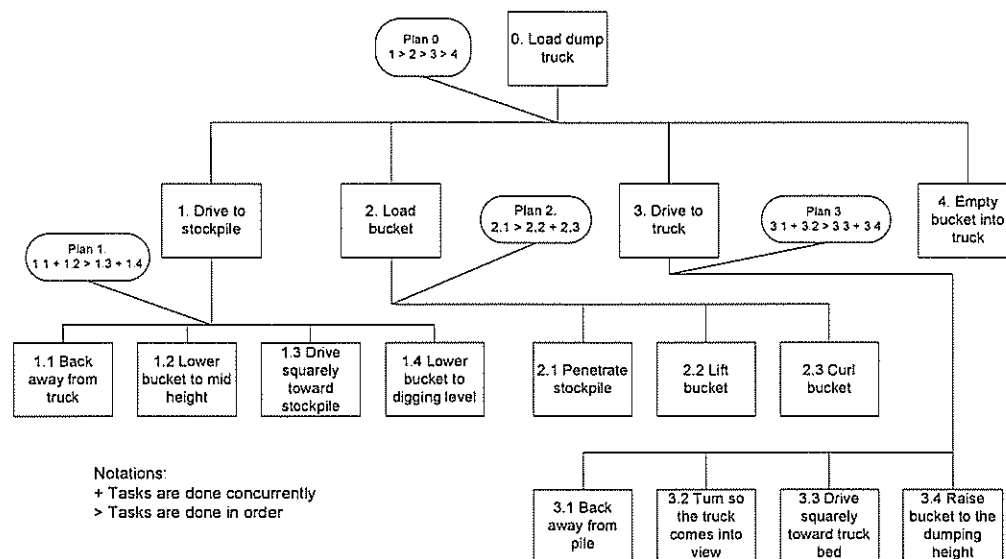 Plan 0
1 > 2 > 3 > 4
0. Load dump
truck
1. Drive to
stockpile
2. Load
bucket
3. Drive to
truck
4. Empty
bucket into
truck
Plan 1.
1 1 + 1.2 > 1.3 + 1.4
Plan 2.
2.1 > 2.2 + 2.3
Plan 3
3 1 + 3.2 > 3 3 + 3 4
1.1 Back
away from
truck
1.2 Lower
bucket to mid
height
1.3 Drive
squarely
toward
stockpile
1.4 Lower
bucket to
digging level
2.1 Penetrate
stockpile
2.2 Lift
bucket
2.3 Curl
bucket
3.1 Back
away from
pile
3.2 Turn so
the truck
comes into
view
3.3 Drive
squarely
toward truck
bed
3.4 Raise
bucket to the
dumping
height
Notations:
+ Tasks are done concurrently
> Tasks are done in order